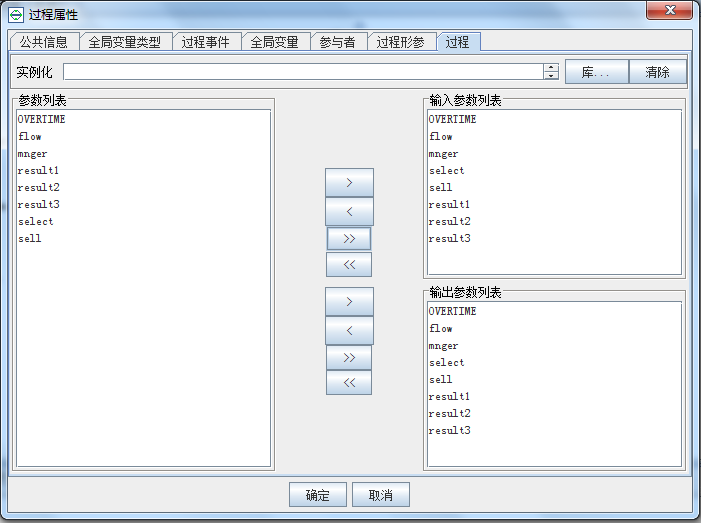 过程属性
公共信息 全局变量类型 过程事件 全局变量 参与者 过程形参 过程
实例化 库... 清除
参数列表
OVERTIME
flow
mnger
result1
result2
result3
select
sell
>
<
>>
<<
>
<
>>
<<
输入参数列表
OVERTIME
flow
mnger
select
sell
result1
result2
result3
输出参数列表
OVERTIME
flow
mnger
select
sell
result1
result2
result3
确定 取消